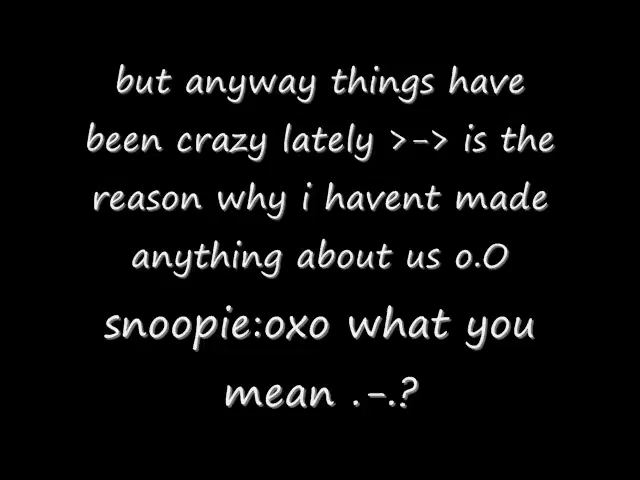 but anyway things have
been crazy lately >-> is the
reason why i havent made
anything about us o.O
snoopie:oxo what you
mean .-.?